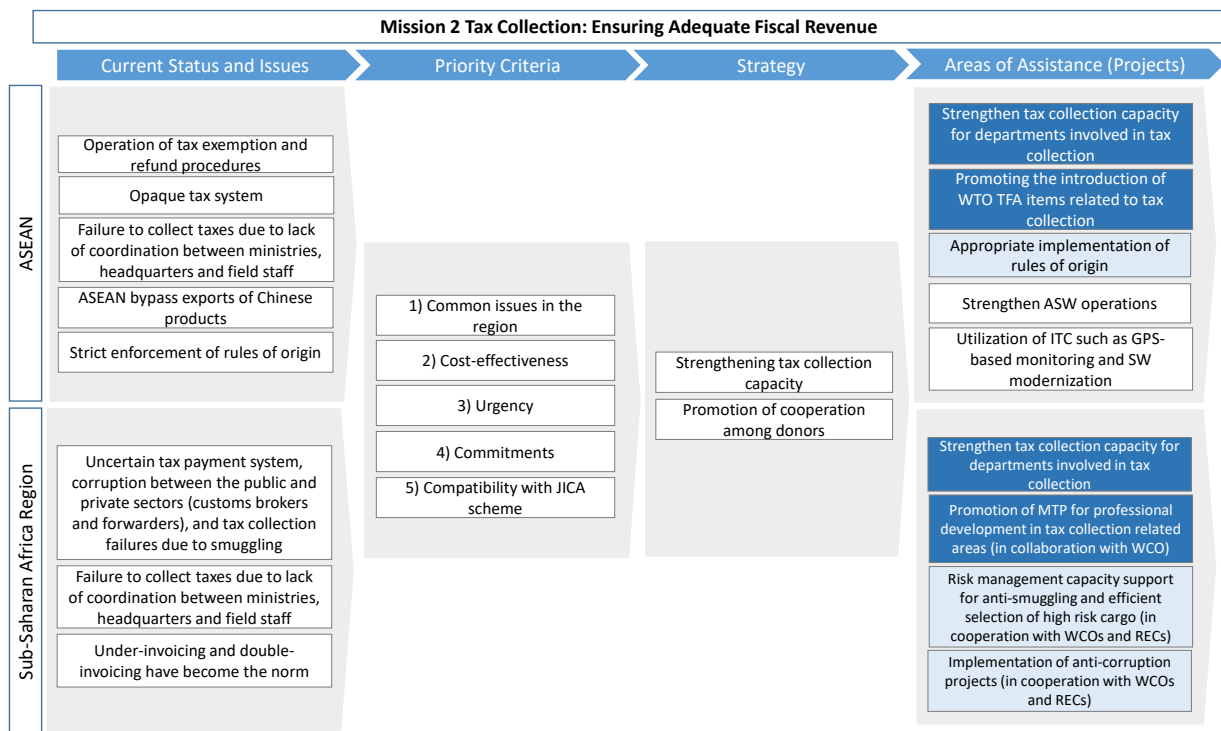 Mission 2 Tax Collection: Ensuring Adequate Fiscal Revenue
Current Status and Issues
Priority Criteria
Strategy
Areas of Assistance (Projects)
ASEAN
Operation of tax exemption and
refund procedures
Opaque tax system
Failure to collect taxes due to lack
of coordination between ministries,
headquarters and field staff
ASEAN bypass exports of Chinese
products
Strict enforcement of rules of origin
Sub-Saharan Africa Region
Uncertain tax payment system,
corruption between the public and
private sectors (customs brokers
and forwarders), and tax collection
failures due to smuggling
Failure to collect taxes due to lack
of coordination between ministries,
headquarters and field staff
Under-invoicing and double-
invoicing have become the norm
1) Common issues in the
region
2) Cost-effectiveness
3) Urgency
4) Commitments
5) Compatibility with JICA
scheme
Strengthening tax collection
capacity
Promotion of cooperation
among donors
Strengthen tax collection capacity
for departments involved in tax
collection
Promoting the introduction of
WTO TFA items related to tax
collection
Appropriate implementation of
rules of origin
Strengthen ASW operations
Utilization of ITC such as GPS-
based monitoring and SW
modernization
Strengthen tax collection capacity for
departments involved in tax
collection
Promotion of MTP for professional
development in tax collection related
areas (in collaboration with WCO)
Risk management capacity support
for anti-smuggling and efficient
selection of high risk cargo (in
cooperation with WCOs and RECs)
Implementation of anti-corruption
projects (in cooperation with WCOs
and RECs)